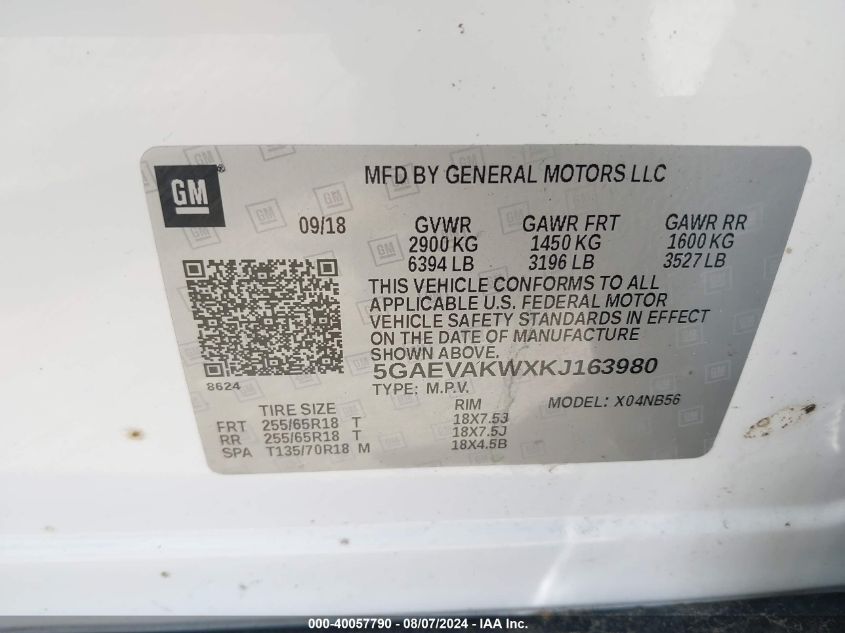 GM®
MFD BY GENERAL MOTORS LLC
09/18 GVWR GAWR FRT GAWR RR
2900 KG 1450 KG 1600 KG
6394 LB 3196 LB 3527 LB
THIS VEHICLE CONFORMS TO ALL
APPLICABLE U.S. FEDERAL MOTOR
VEHICLE SAFETY STANDARDS IN EFFECT
ON THE DATE OF MANUFACTURE
SHOWN ABOVE.
5GAEVAKWXKJ163980
8624
TYPE: M.P.V.
TIRE SIZE RIM MODEL: X04NB56
FRT 255/65R18 T 18X7.5J
RR 255/65R18 T 18X7.5J
SPA T135/70R18 M 18X4.5B
000-40057790 - 08/07/2024 - IAA Inc.